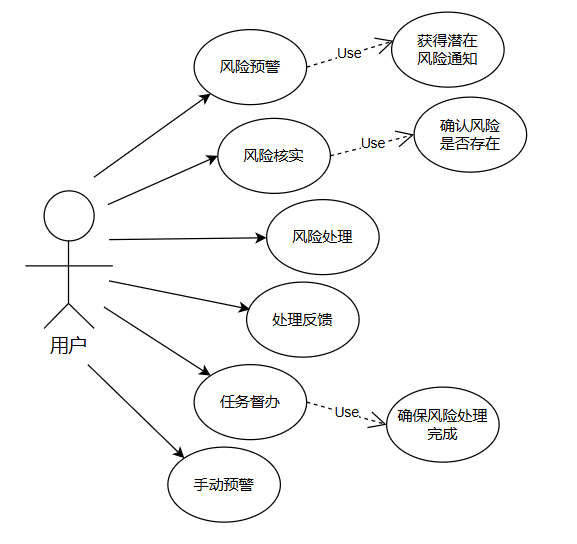 风险预警
Use
获得潜在
风险通知
风险核实
Use
确认风险
是否存在
风险处理
处理反馈
用户
任务督办
Use
确保风险处理
完成
手动预警